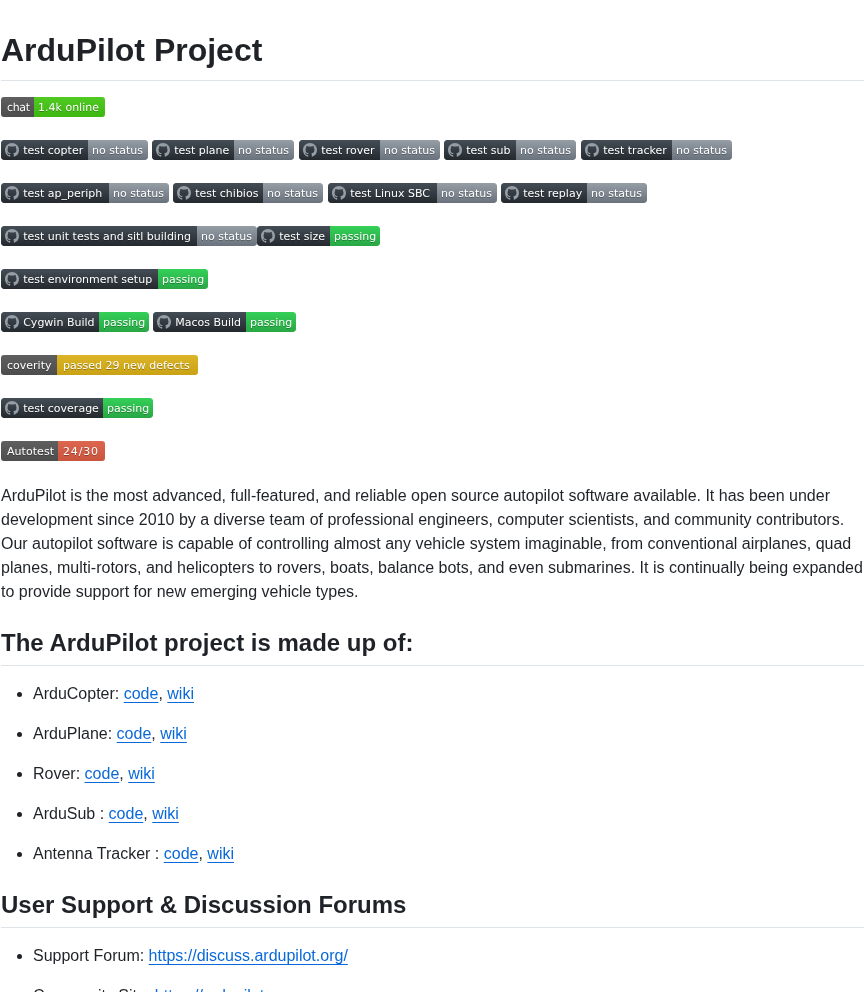 ArduPilot Project
chat 1.4k online
test copter no status test plane no status test rover no status test sub no status test tracker no status
test ap_periph no status test chibios no status test Linux SBC no status test replay no status
test unit tests and sitl building no status test size passing
test environment setup passing
Cygwin Build passing Macos Build passing
coverity passed 29 new defects
test coverage passing
Autotest 24/30
ArduPilot is the most advanced, full-featured, and reliable open source autopilot software available. It has been under
development since 2010 by a diverse team of professional engineers, computer scientists, and community contributors.
Our autopilot software is capable of controlling almost any vehicle system imaginable, from conventional airplanes, quad
planes, multi-rotors, and helicopters to rovers, boats, balance bots, and even submarines. It is continually being expanded
to provide support for new emerging vehicle types.
The ArduPilot project is made up of:
ArduCopter: code, wiki
ArduPlane: code, wiki
Rover: code, wiki
ArduSub : code, wiki
Antenna Tracker : code, wiki
User Support & Discussion Forums
Support Forum: https://discuss.ardupilot.org/